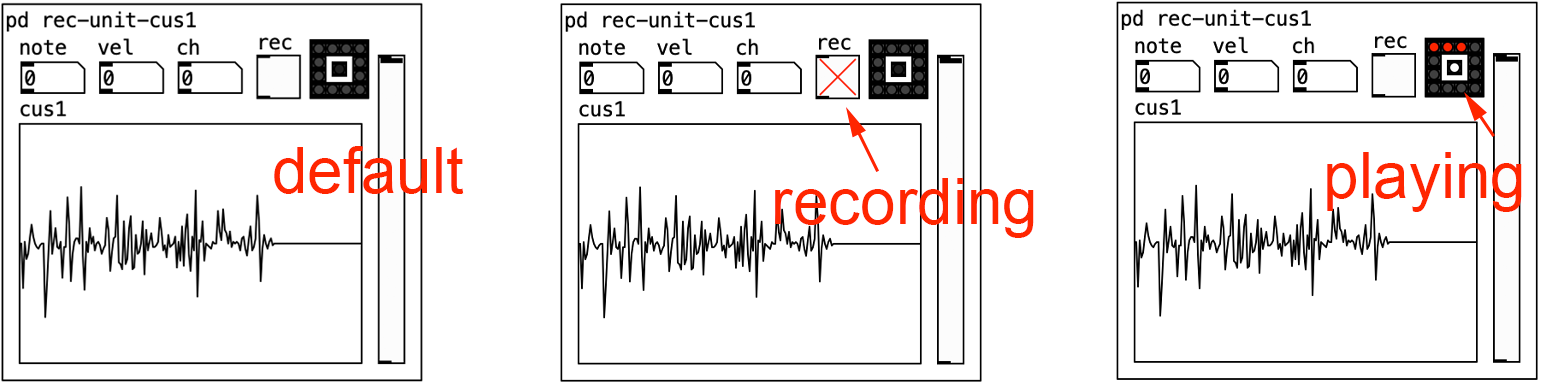 pd rec-unit-cus1
note vel ch rec
0 0 0
cus1
default
pd rec-unit-cus1
note vel ch rec
0 0 0
cus1
recording
pd rec-unit-cus1
note vel ch rec
0 0 0
cus1
playing